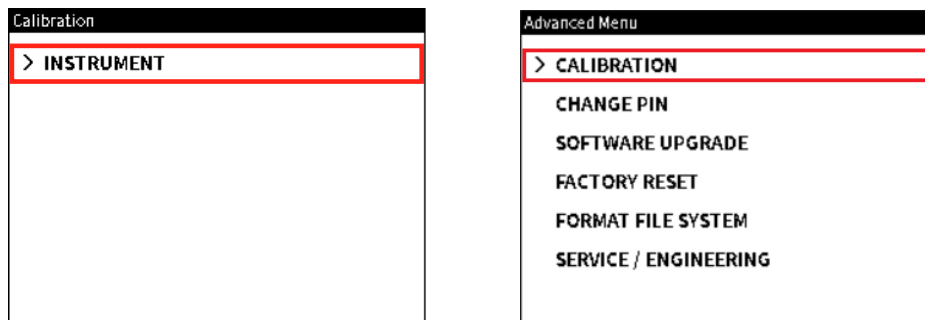 Calibration
> INSTRUMENT
Advanced Menu
> CALIBRATION
CHANGE PIN
SOFTWARE UPGRADE
FACTORY RESET
FORMAT FILE SYSTEM
SERVICE / ENGINEERING